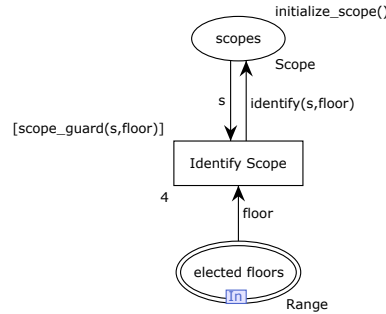 initialize_scope()
scopes
Scope
s
identify(s,floor)
[scope_guard(s,floor)]
Identify Scope
4
floor
elected floors
In
Range